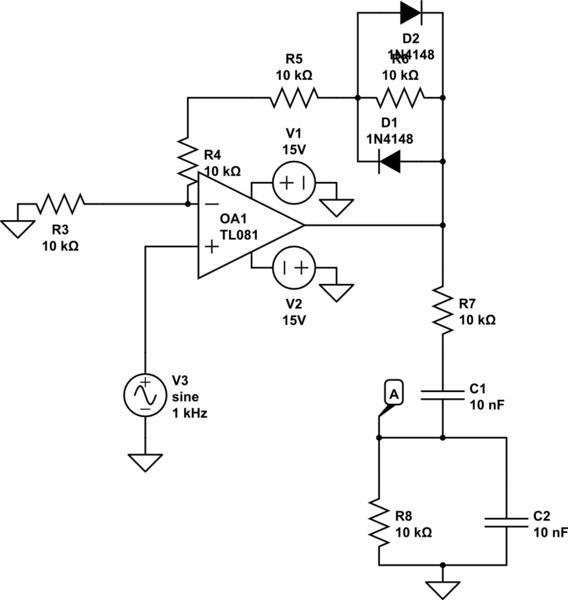 D2
1N4148
R5
10 kΩ
R6
10 kΩ
D1
1N4148
V1
15V
R4
10 kΩ
+
−
OA1
TL081
+
R3
10 kΩ
+
V2
15V
R7
10 kΩ
V3
sine
1 kHz
+
−
C1
10 nF
A
R8
10 kΩ
C2
10 nF